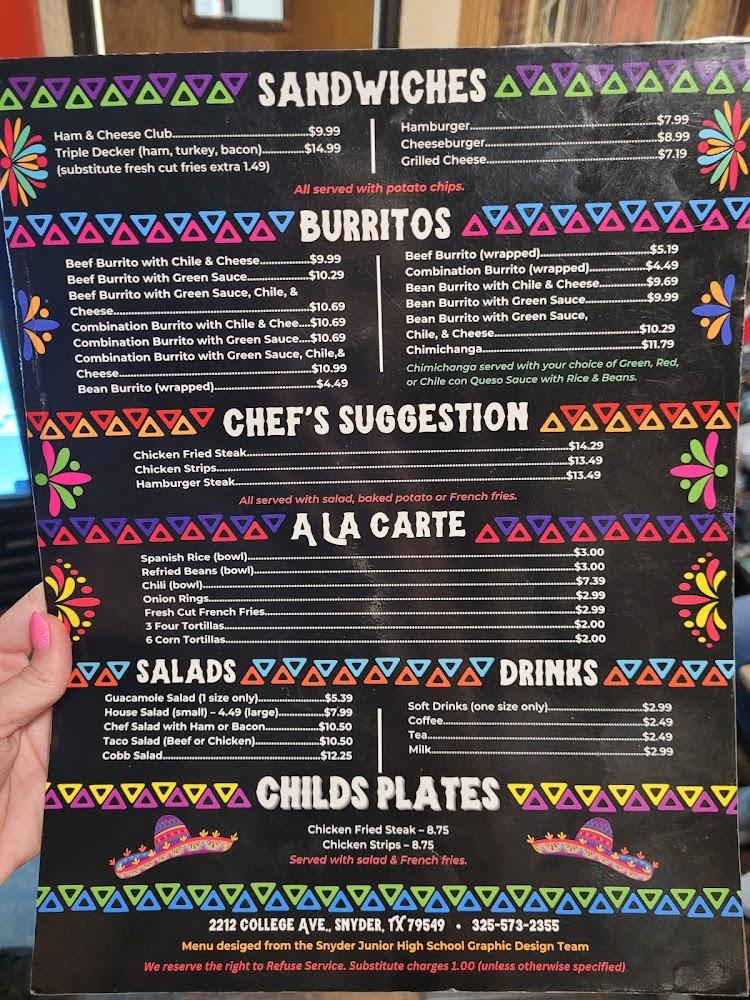 SANDWICHES
Ham & Cheese Club...$9.99
Triple Decker (ham, turkey, bacon)...$14.99
(substitute fresh cut fries extra 1.49)
Hamburger...$7.99
Cheeseburger...$8.99
Grilled Cheese...$7.19
All served with potato chips.
BURRITOS
Beef Burrito with Chile & Cheese...$9.99
Beef Burrito with Green Sauce...$10.29
Beef Burrito with Green Sauce, Chile, &
Cheese...$10.69
Combination Burrito with Chile & Chee...$10.69
Combination Burrito with Green Sauce...$10.69
Combination Burrito with Green Sauce, Chile,&
Cheese...$10.99
Bean Burrito (wrapped)...$4.49
Beef Burrito (wrapped)...$5.19
Combination Burrito (wrapped)...$4.49
Bean Burrito with Chile & Cheese...$9.69
Bean Burrito with Green Sauce...$9.99
Bean Burrito with Green Sauce,
Chile, & Cheese...$10.29
Chimichanga...$11.79
Chimichanga served with your choice of Green, Red,
or Chile con Queso Sauce with Rice & Beans.
CHEF'S SUGGESTION
Chicken Fried Steak...$14.29
Chicken Strips...$13.49
Hamburger Steak...$13.49
All served with salad, baked potato or French fries.
A LA CARTE
Spanish Rice (bowl)...$3.00
Refried Beans (bowl)...$3.00
Chili (bowl)...$7.39
Onion Rings...$2.99
Fresh Cut French Fries...$2.99
3 Four Tortillas...$2.00
6 Corn Tortillas...$2.00
SALADS
Guacamole Salad (1 size only)...$5.39
House Salad (small) – 4.49 (large)...$7.99
Chef Salad with Ham or Bacon...$10.50
Taco Salad (Beef or Chicken)...$10.50
Cobb Salad...$12.25
DRINKS
Soft Drinks (one size only)...$2.99
Coffee...$2.49
Tea...$2.49
Milk...$2.99
CHILDS PLATES
Chicken Fried Steak – 8.75
Chicken Strips – 8.75
Served with salad & French fries.
2212 COLLEGE AVE., SNYDER, TX 79549 • 325-573-2355
Menu desiged from the Snyder Junior High School Graphic Design Team
We reserve the right to Refuse Service. Substitute charges 1.00 (unless otherwise specified)